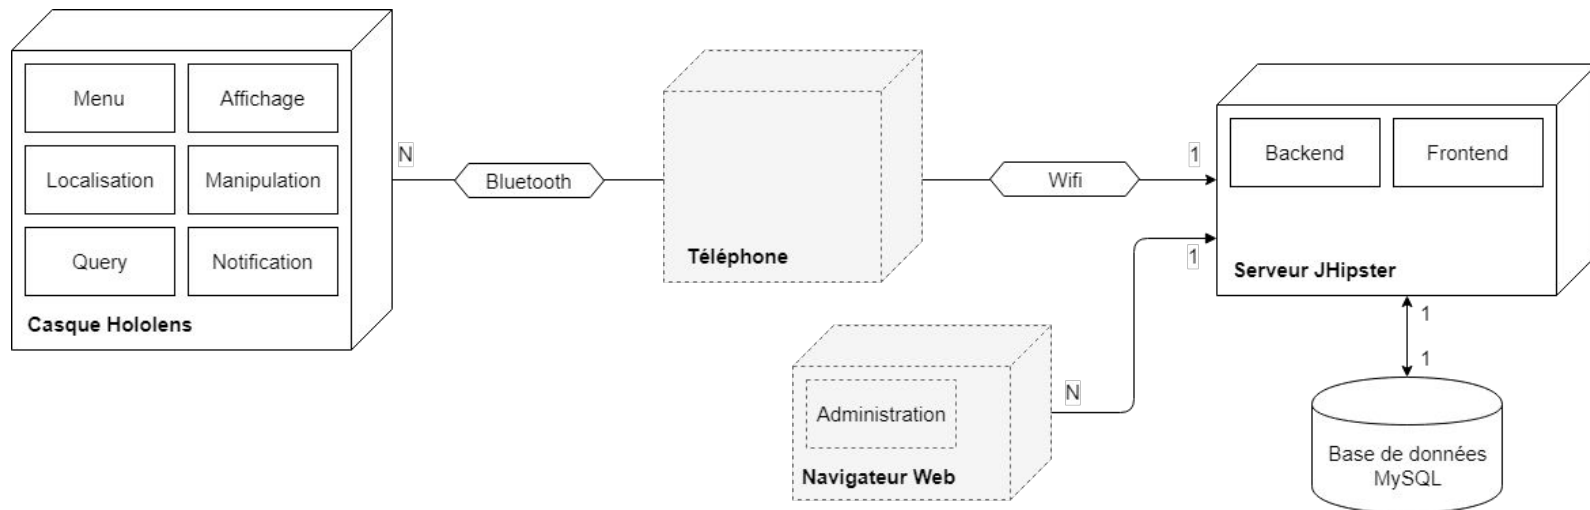 Menu
Affichage
Localisation
Manipulation
Query
Notification
Casque Hololens
N
Bluetooth
Téléphone
Wifi
1
1
Backend
Frontend
Serveur JHipster
Administration
Navigateur Web
N
1
1
Base de données
MySQL